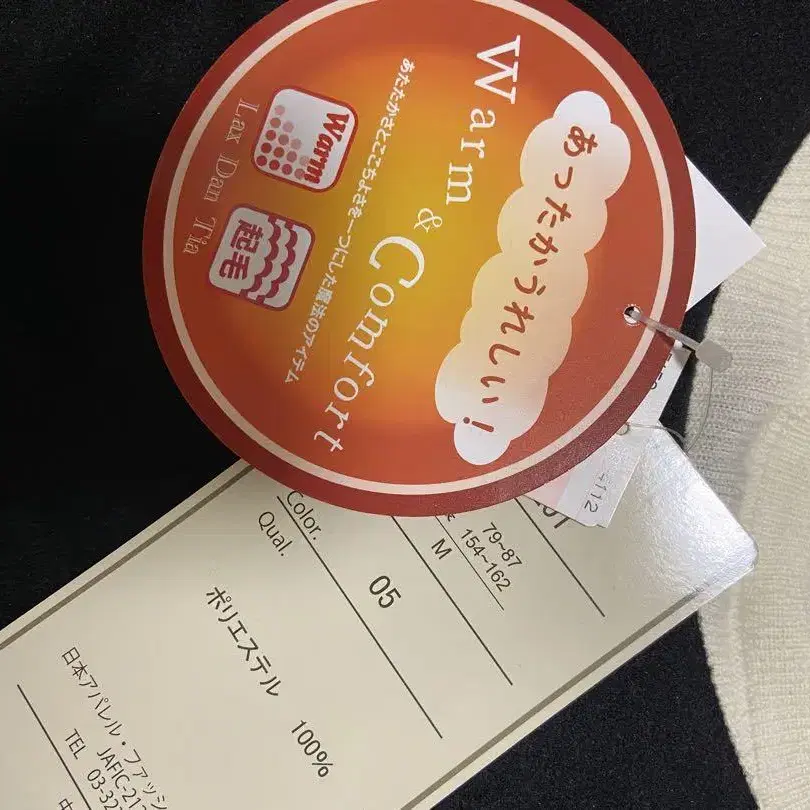 あったかうれしい!
Warm & Comfort
あたたかさとここちよさを一つにした魔法のアイテム
Warm
起毛
Lax Dan Tia
112
79~87
154~162
M
Color. 05
Qual.
ポリエステル 100%
日本アパレル・ファッシ
JAFIC-21-
TEL 03-32